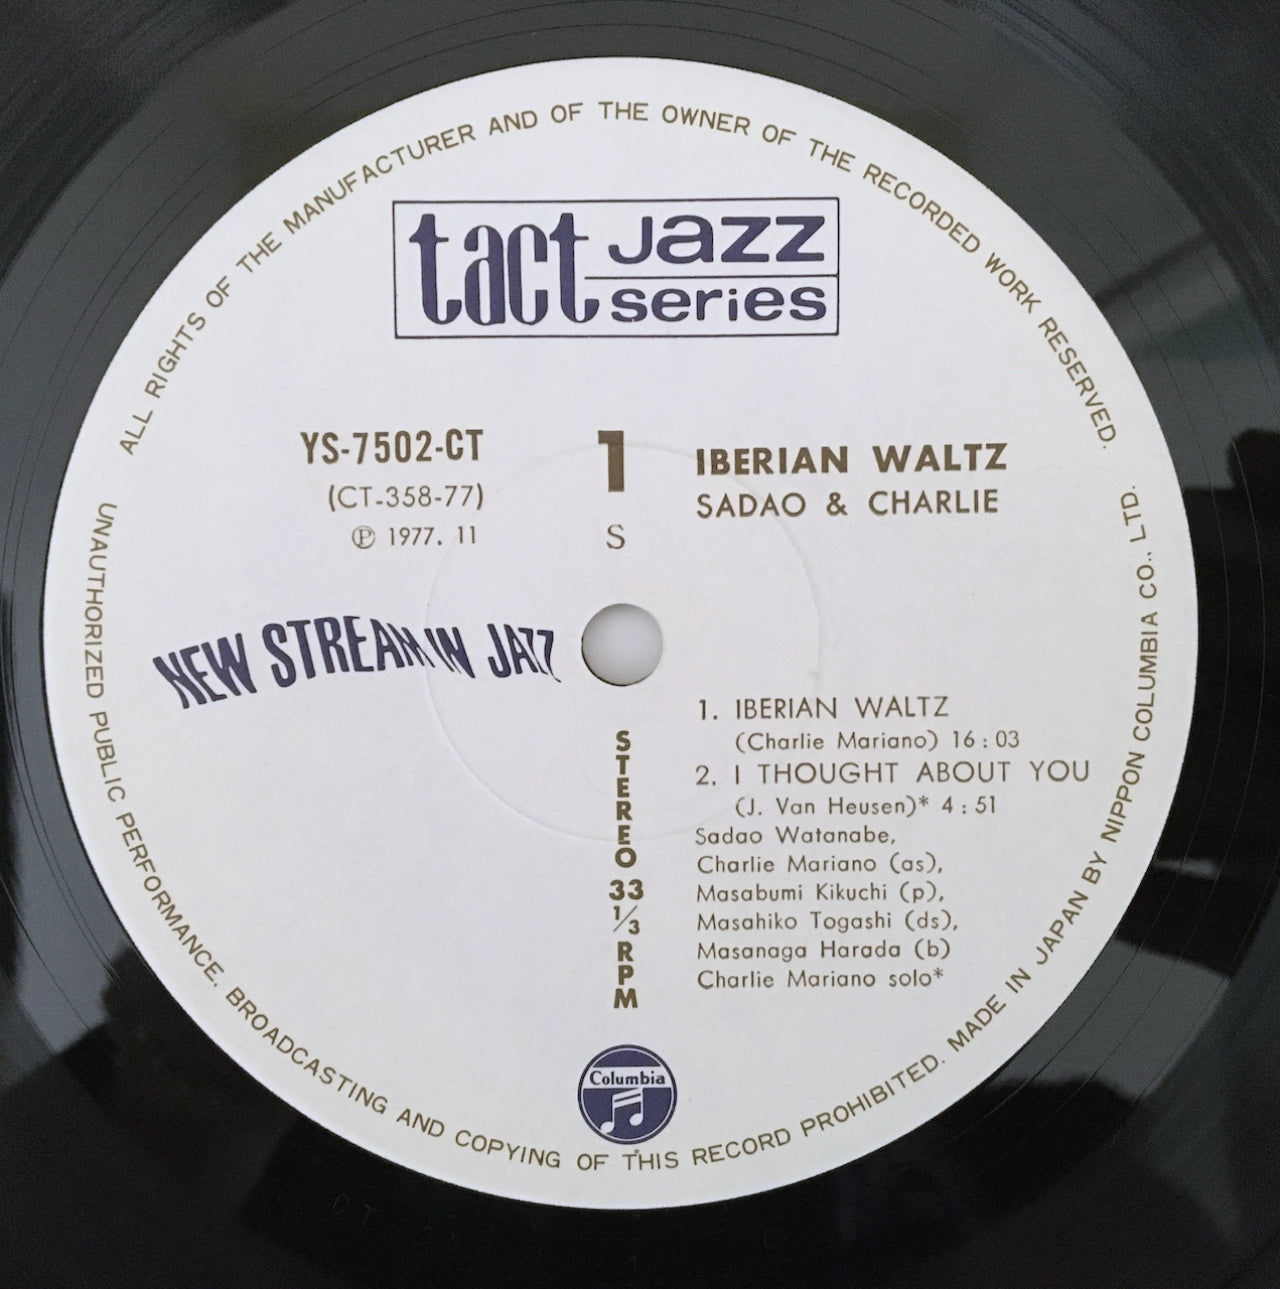 ALL RIGHTS OF THE MANUFACTURER AND OF THE OWNER OF THE RECORDED WORK RESERVED.
tact Jazz
series
YS-7502-CT
(CT-358-77)
℗ 1977. 11
1
S
IBERIAN WALTZ
SADAO & CHARLIE
NEW STREAM IN JAZZ
1. IBERIAN WALTZ
(Charlie Mariano) 16:03
2. I THOUGHT ABOUT YOU
(J. Van Heusen)* 4:51
Sadao Watanabe,
Charlie Mariano (as),
Masabumi Kikuchi (p),
Masahiko Togashi (ds),
Masanaga Harada (b)
Charlie Mariano solo*
STEREO 33 1/3 RPM
Columbia
UNAUTHORIZED PUBLIC PERFORMANCE, BROADCASTING AND COPYING OF THIS RECORD PROHIBITED. MADE IN JAPAN BY NIPPON COLUMBIA CO., LTD.